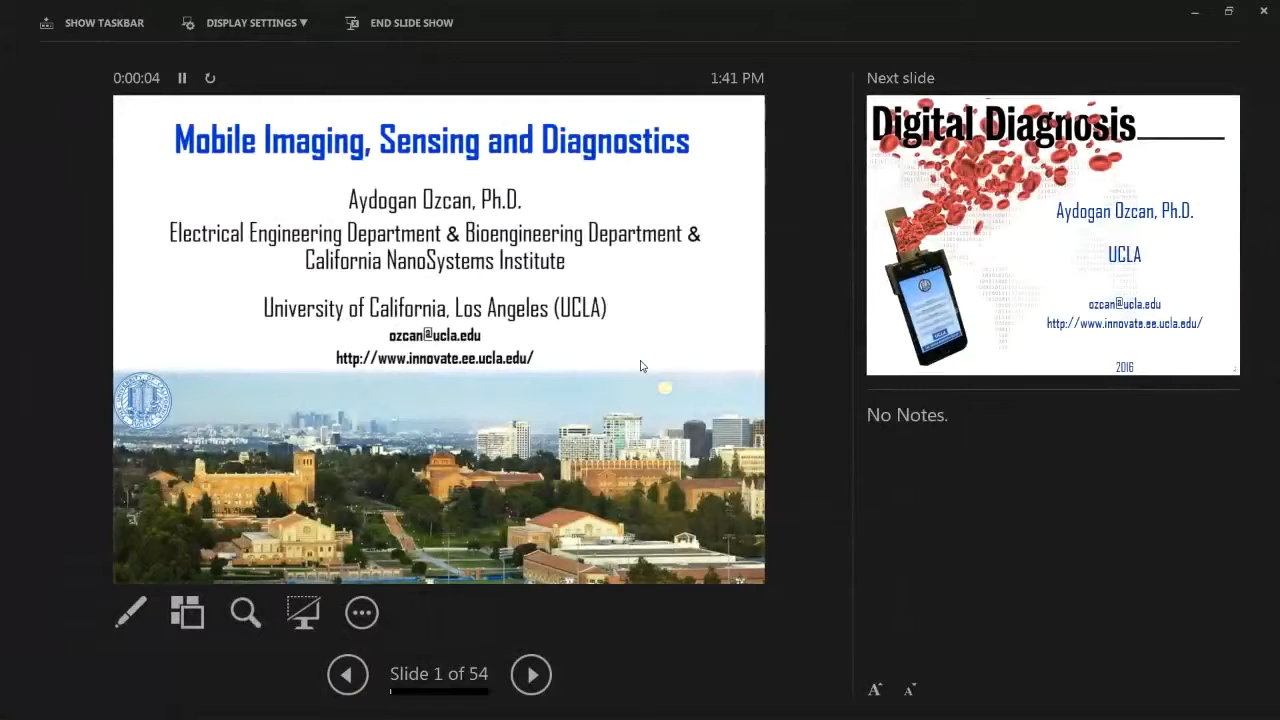 SHOW TASKBAR
DISPLAY SETTINGS ▼
END SLIDE SHOW
0:00:04
1:41 PM
Mobile Imaging, Sensing and Diagnostics
Aydogan Ozcan, Ph.D.
Electrical Engineering Department & Bioengineering Department &
California NanoSystems Institute
University of California, Los Angeles (UCLA)
ozcan@ucla.edu
http://www.innovate.ee.ucla.edu/
Slide 1 of 54
Next slide
Digital Diagnosis
Aydogan Ozcan, Ph.D.
UCLA
ozcan@ucla.edu
http://www.innovate.ee.ucla.edu/
2016
No Notes.
A
A